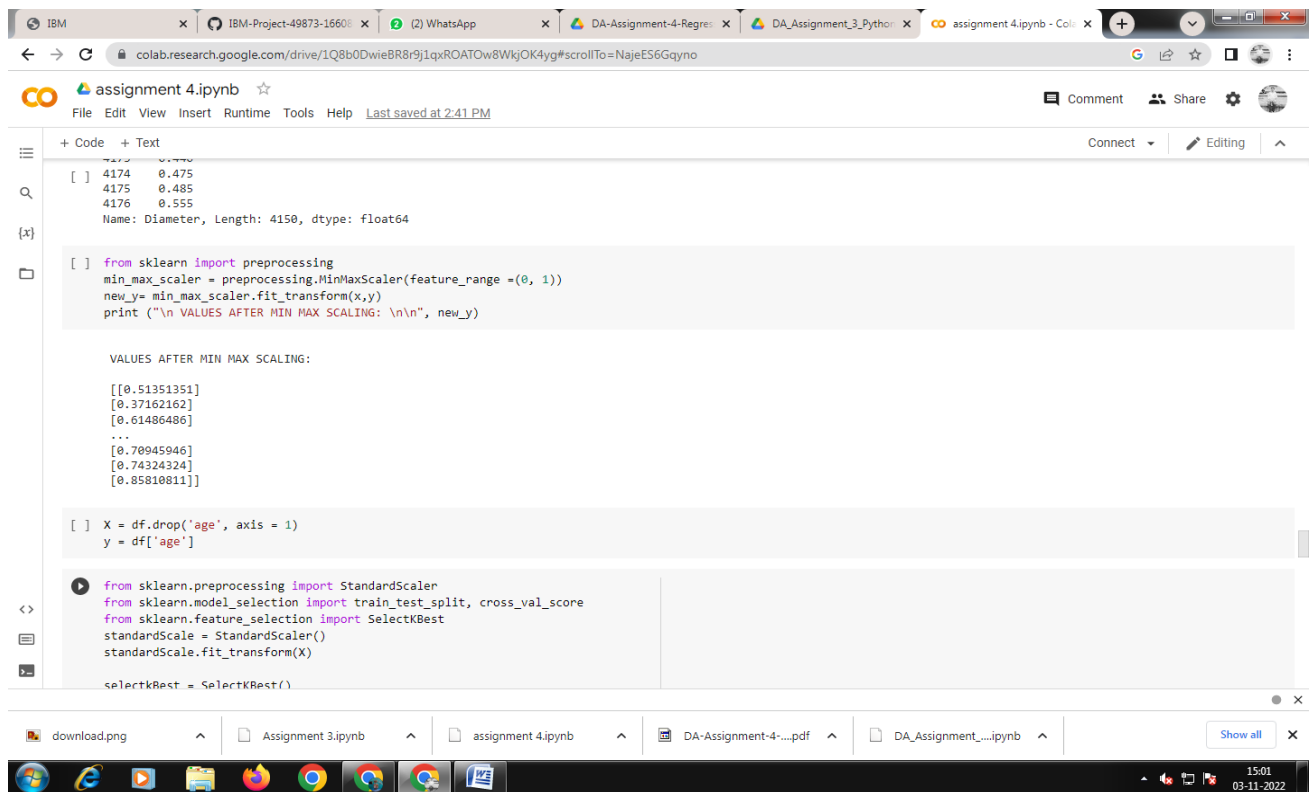 IBM
IBM-Project-49873-16608
(2) WhatsApp
DA-Assignment-4-Regres
DA_Assignment_3_Python
assignment 4.ipynb - Cola
colab.research.google.com/drive/1Q8b0DwieBR8r9j1qxROATOw8WkjOK4yg#scrollTo=NajeES6Gqyno
assignment 4.ipynb
File Edit View Insert Runtime Tools Help Last saved at 2:41 PM
Comment Share
+ Code + Text
Connect Editing
[ ] 4174 0.475
4175 0.485
4176 0.555
Name: Diameter, Length: 4150, dtype: float64
[ ] from sklearn import preprocessing
min_max_scaler = preprocessing.MinMaxScaler(feature_range =(0, 1))
new_y= min_max_scaler.fit_transform(x,y)
print ("\n VALUES AFTER MIN MAX SCALING: \n\n", new_y)
VALUES AFTER MIN MAX SCALING:
[[0.51351351]
[0.37162162]
[0.61486486]
...
[0.70945946]
[0.74324324]
[0.85810811]]
[ ] X = df.drop('age', axis = 1)
y = df['age']
from sklearn.preprocessing import StandardScaler
from sklearn.model_selection import train_test_split, cross_val_score
from sklearn.feature_selection import SelectKBest
standardScale = StandardScaler()
standardScale.fit_transform(X)
selectkBest = SelectKBest()
download.png
Assignment 3.ipynb
assignment 4.ipynb
DA-Assignment-4-....pdf
DA_Assignment_....ipynb
Show all
15:01
03-11-2022